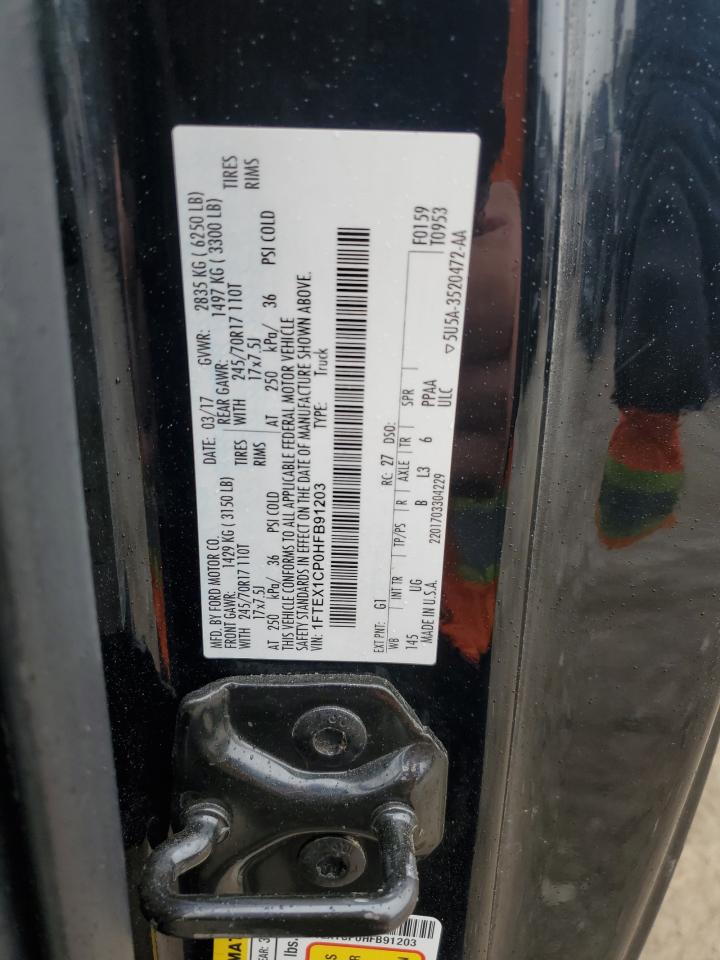 MFD. BY FORD MOTOR CO.
DATE: 03/17 GVWR: 2835 KG ( 6250 LB)
FRONT GAWR: 1429 KG ( 3150 LB) REAR GAWR: 1497 KG ( 3300 LB)
WITH 245/70R17 110T TIRES WITH 245/70R17 110T TIRES
17x7.5J RIMS 17x7.5J RIMS
AT 250 kPa/ 36 PSI COLD AT 250 kPa/ 36 PSI COLD
THIS VEHICLE CONFORMS TO ALL APPLICABLE FEDERAL MOTOR VEHICLE
SAFETY STANDARDS IN EFFECT ON THE DATE OF MANUFACTURE SHOWN ABOVE.
VIN: 1FTEX1CP0HFB91203 TYPE: Truck
F0159
T0953
EXT PNT: G1 RC: 27 DSO:
WB INT TR TP/PS R AXLE TR SPR
145 UG B L3 6 PPAA
MADE IN U.S.A. 2201703304229 ULC
▽5U5A-3520472-AA
HFB91203
lbs.